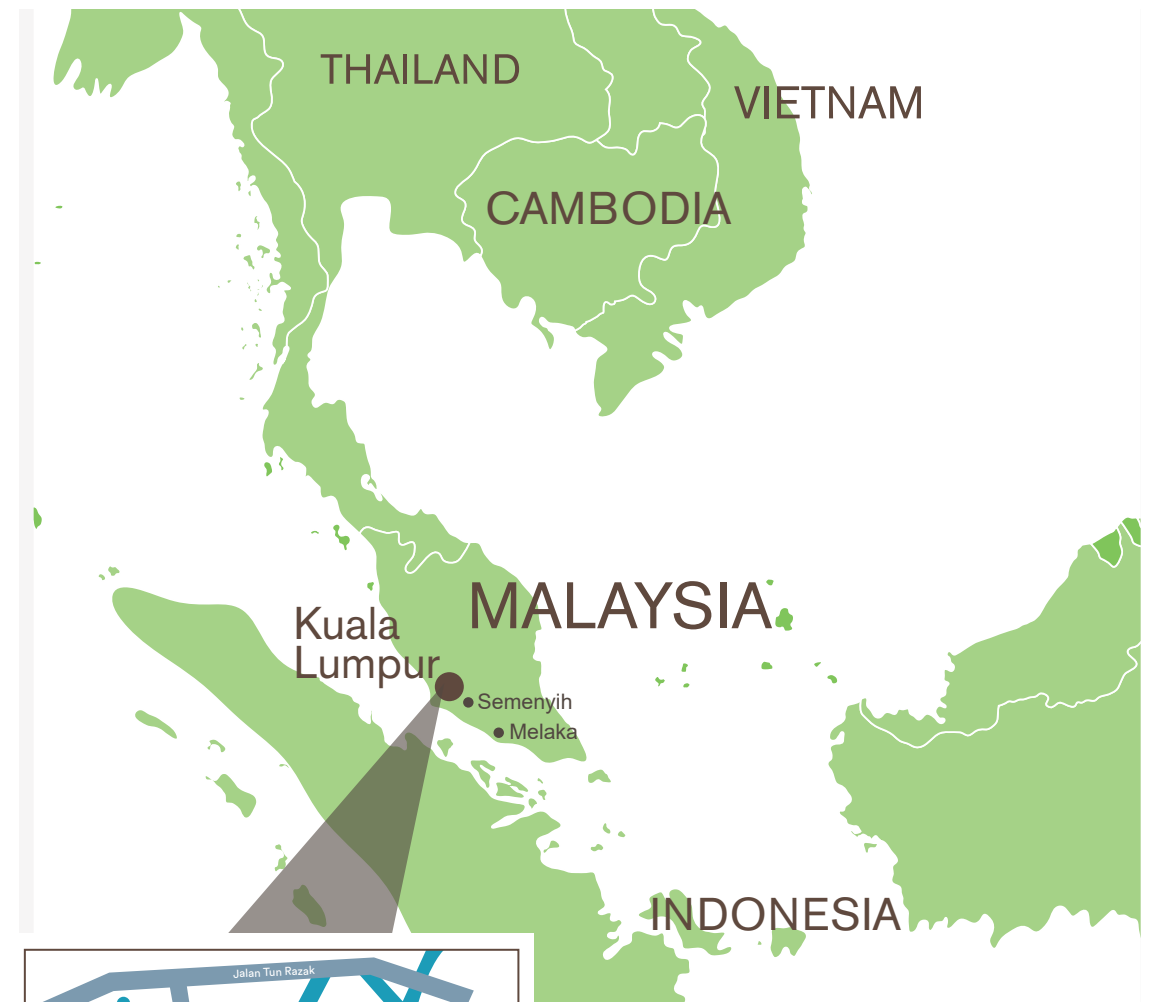 THAILAND
VIETNAM
CAMBODIA
MALAYSIA
Kuala
Lumpur
Semenyih
Melaka
INDONESIA
Jalan Tun Razak